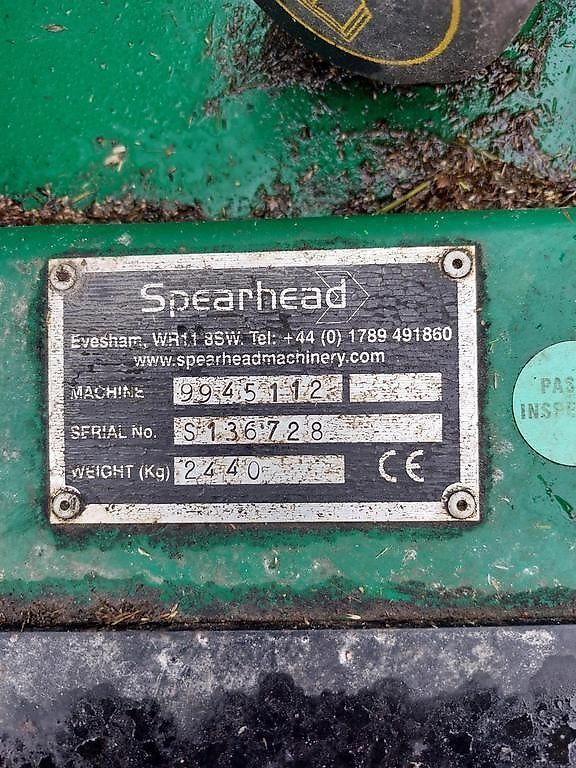 Spearhead
Evesham, WR11 8SW. Tel: +44 (0) 1789 491860
www.spearheadmachinery.com
MACHINE 9945112
SERIAL No. S136728
WEIGHT (Kg) 2440 CE
PAS
INSPE